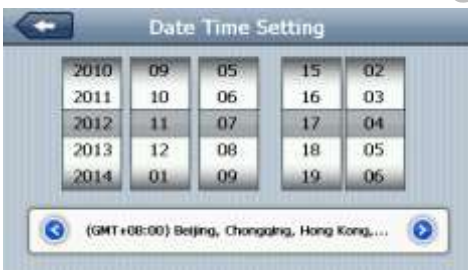 Date Time Setting
2010 09 05 15 02
2011 10 06 16 03
2012 11 07 17 04
2013 12 08 18 05
2014 01 09 19 06
(GMT+08:00) Beijing, Chongqing, Hong Kong,...